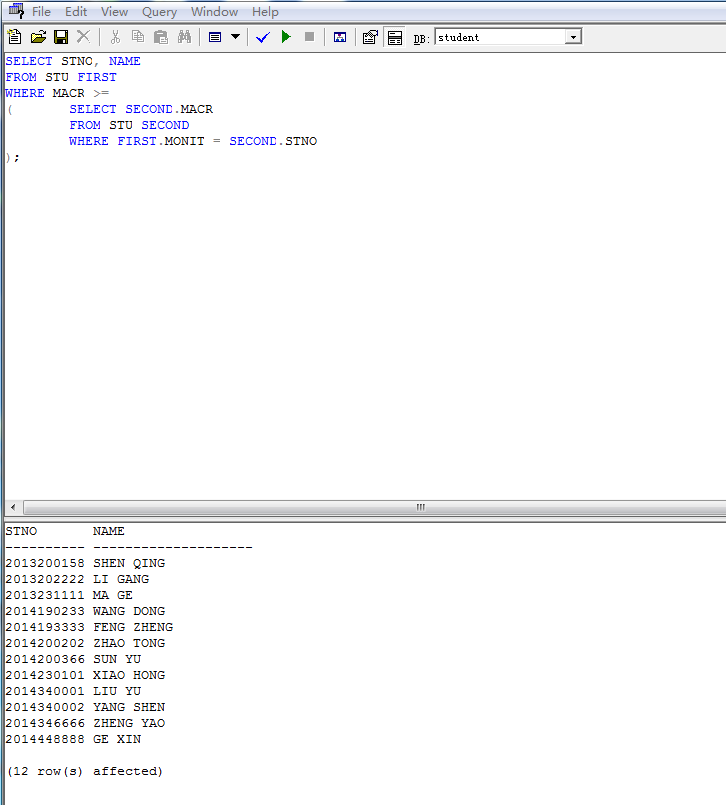 File Edit View Query Window Help
DB: student
SELECT STNO, NAME
FROM STU FIRST
WHERE MACR >=
( SELECT SECOND.MACR
FROM STU SECOND
WHERE FIRST.MONIT = SECOND.STNO
);
STNO NAME
---------- --------------------
2013200158 SHEN QING
2013202222 LI GANG
2013231111 MA GE
2014190233 WANG DONG
2014193333 FENG ZHENG
2014200202 ZHAO TONG
2014200366 SUN YU
2014230101 XIAO HONG
2014340001 LIU YU
2014340002 YANG SHEN
2014346666 ZHENG YAO
2014448888 GE XIN
(12 row(s) affected)